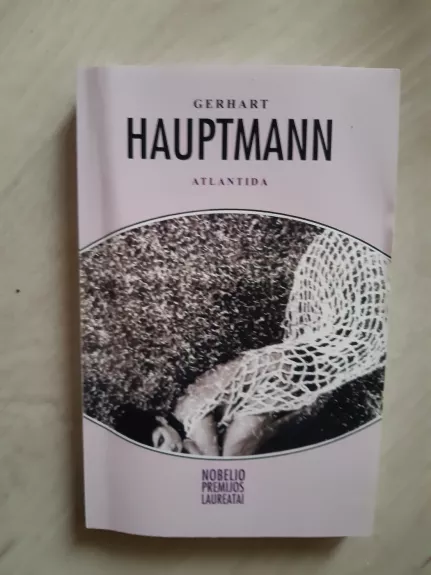 GERHART
HAUPTMANN
ATLANTIDA
NOBELIO
PREMIJOS
LAUREATAI